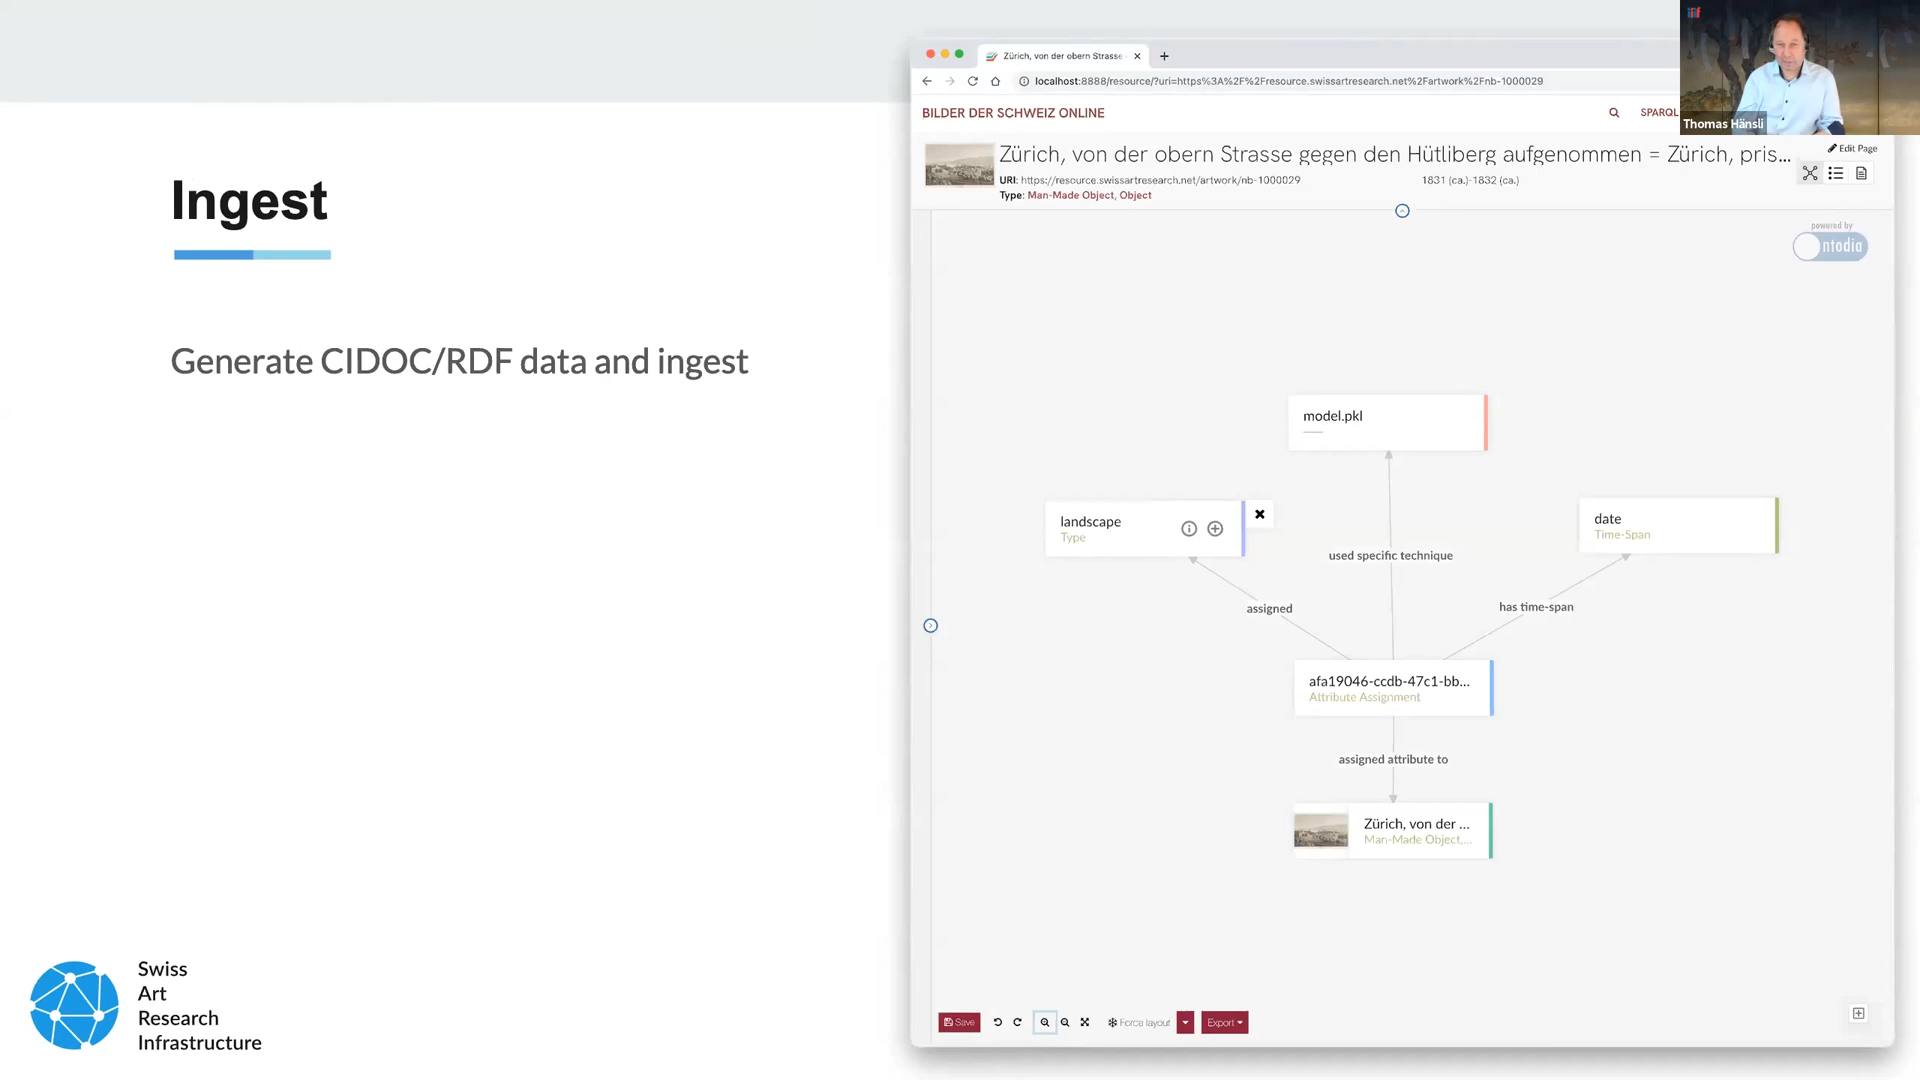 Ingest
Generate CIDOC/RDF data and ingest
Swiss
Art
Research
Infrastructure
Zürich, von der obern Strasse
localhost:8888/resource/?uri=https%3A%2F%2Fresource.swissartresearch.net%2Fartwork%2Fnb-1000029
BILDER DER SCHWEIZ ONLINE
SPARQL
Thomas Hänsli
Zürich, von der obern Strasse gegen den Hütliberg aufgenommen = Zürich, pris...
Edit Page
URI: https://resource.swissartresearch.net/artwork/nb-1000029
1831 (ca.)-1832 (ca.)
Type: Man-Made Object, Object
powered by
ntodia
model.pkl
landscape
Type
date
Time-Span
used specific technique
assigned
has time-span
afa19046-ccdb-47c1-bb...
Attribute Assignment
assigned attribute to
Zürich, von der ...
Man-Made Object,...
Save
Force layout
Export